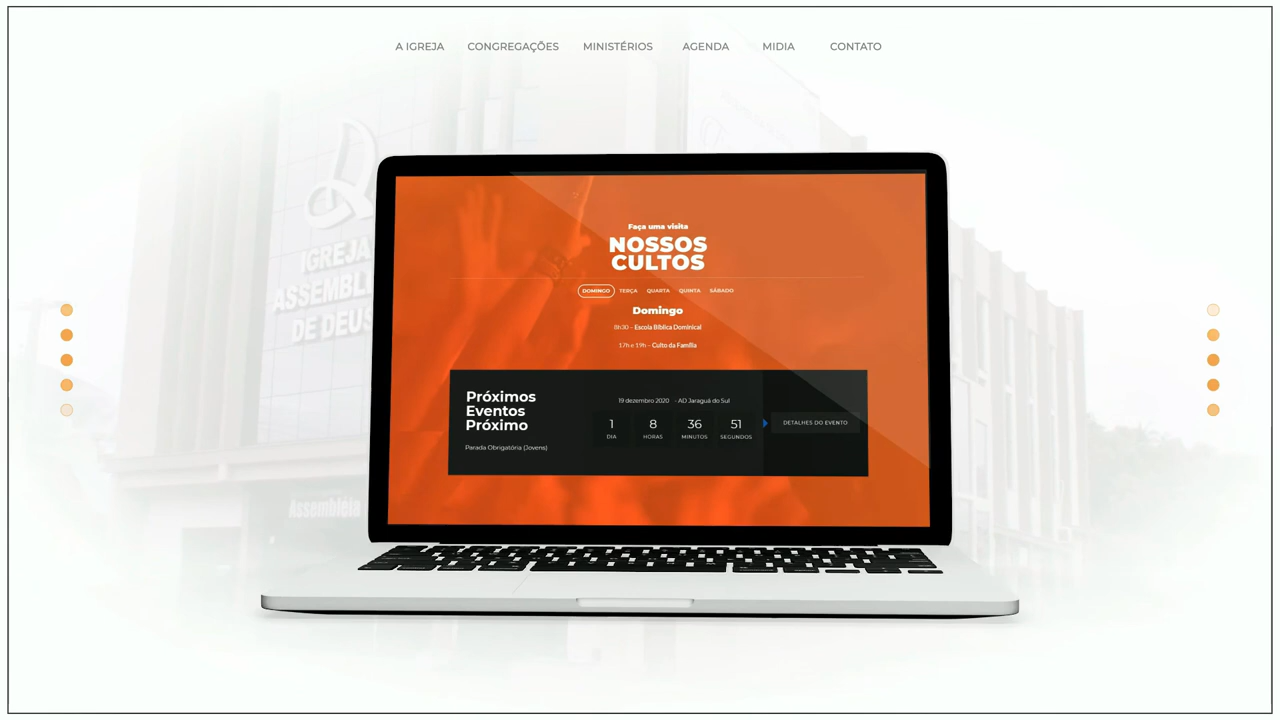 A IGREJA CONGREGAÇÕES MINISTÉRIOS AGENDA MIDIA CONTATO
IGREJA
ASSEMBL
DE DEUS
Assembléia
Faça uma visita
NOSSOS
CULTOS
DOMINGO TERÇA QUARTA QUINTA SÁBADO
Domingo
8h30 – Escola Bíblica Dominical
17h e 19h – Culto da Família
Próximos
Eventos
Próximo
Parada Obrigatória (Jovens)
19 dezembro 2020 - AD Jaraguá do Sul
1 8 36 51
DIA HORAS MINUTOS SEGUNDOS
DETALHES DO EVENTO